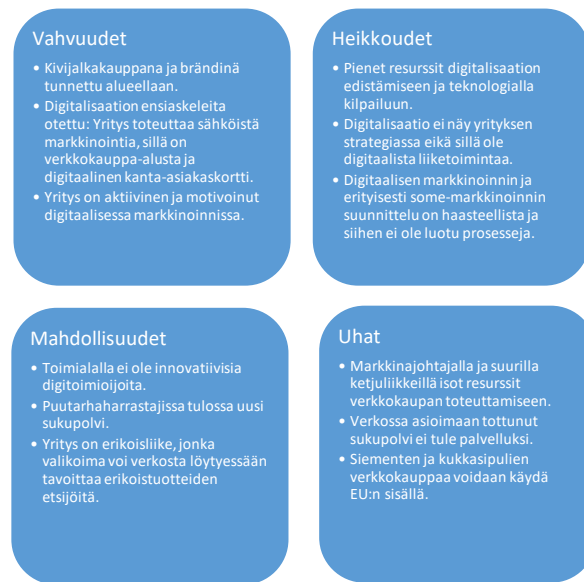 Vahvuudet
• Kivijalkakauppana ja brändinä
tunnettu alueellaan.
• Digitalisaation ensiaskeleita
otettu: Yritys toteuttaa sähköistä
markkinointia, sillä on
verkkokauppa-alusta ja
digitaalinen kanta-asiakaskortti.
• Yritys on aktiivinen ja motivoinut
digitaalisessa markkinoinnissa.
Heikkoudet
• Pienet resurssit digitalisaation
edistämiseen ja teknologialla
kilpailuun.
• Digitalisaatio ei näy yrityksen
strategiassa eikä sillä ole
digitaalista liiketoimintaa.
• Digitaalisen markkinoinnin ja
erityisesti some-markkinoinnin
suunnittelu on haasteellista ja
siihen ei ole luotu prosesseja.
Mahdollisuudet
• Toimialalla ei ole innovatiivisia
digitoimioijoita.
• Puutarhaharrastajissa tulossa uusi
sukupolvi.
• Yritys on erikoisliike, jonka
valikoima voi verkosta löytyessään
tavoittaa erikoistuotteiden
etsijöitä.
Uhat
• Markkinajohtajalla ja suurilla
ketjuliikkeillä isot resurssit
verkkokaupan toteuttamiseen.
• Verkossa asioimaan tottunut
sukupolvi ei tule palvelluksi.
• Siementen ja kukkasipulien
verkkokauppaa voidaan käydä
EU:n sisällä.